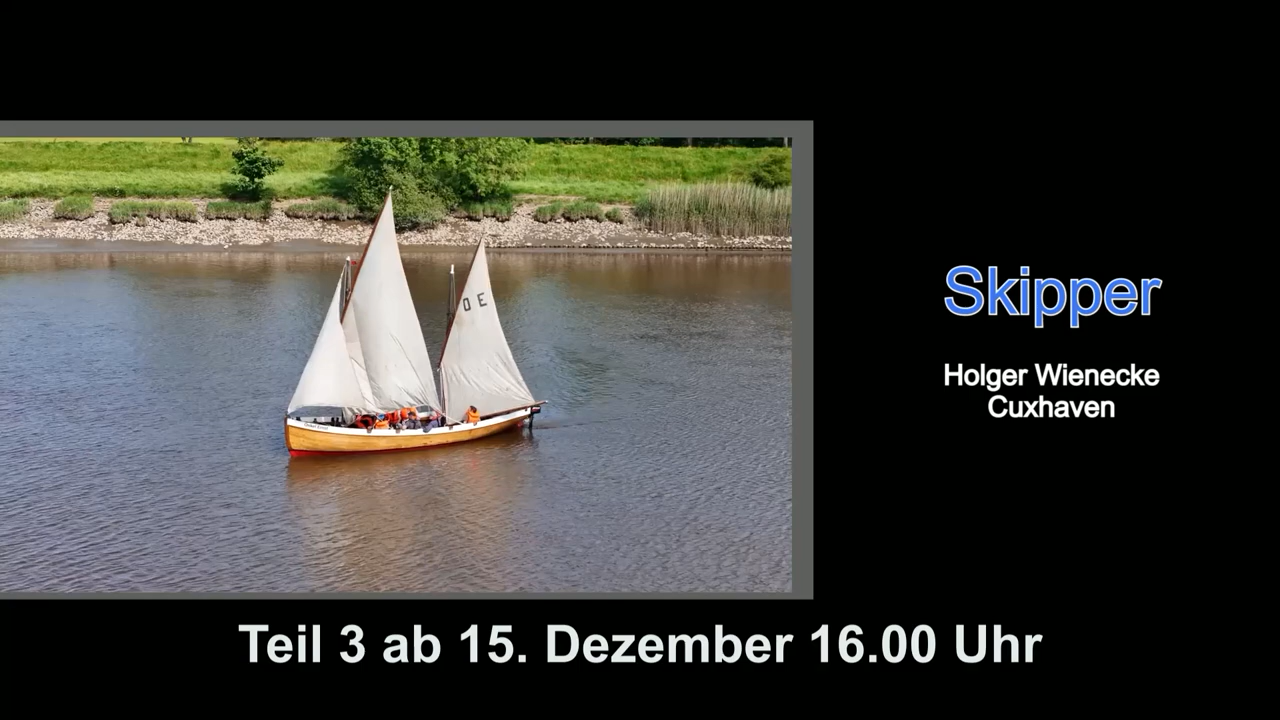 O E
Skipper
Holger Wienecke
Cuxhaven
Teil 3 ab 15. Dezember 16.00 Uhr